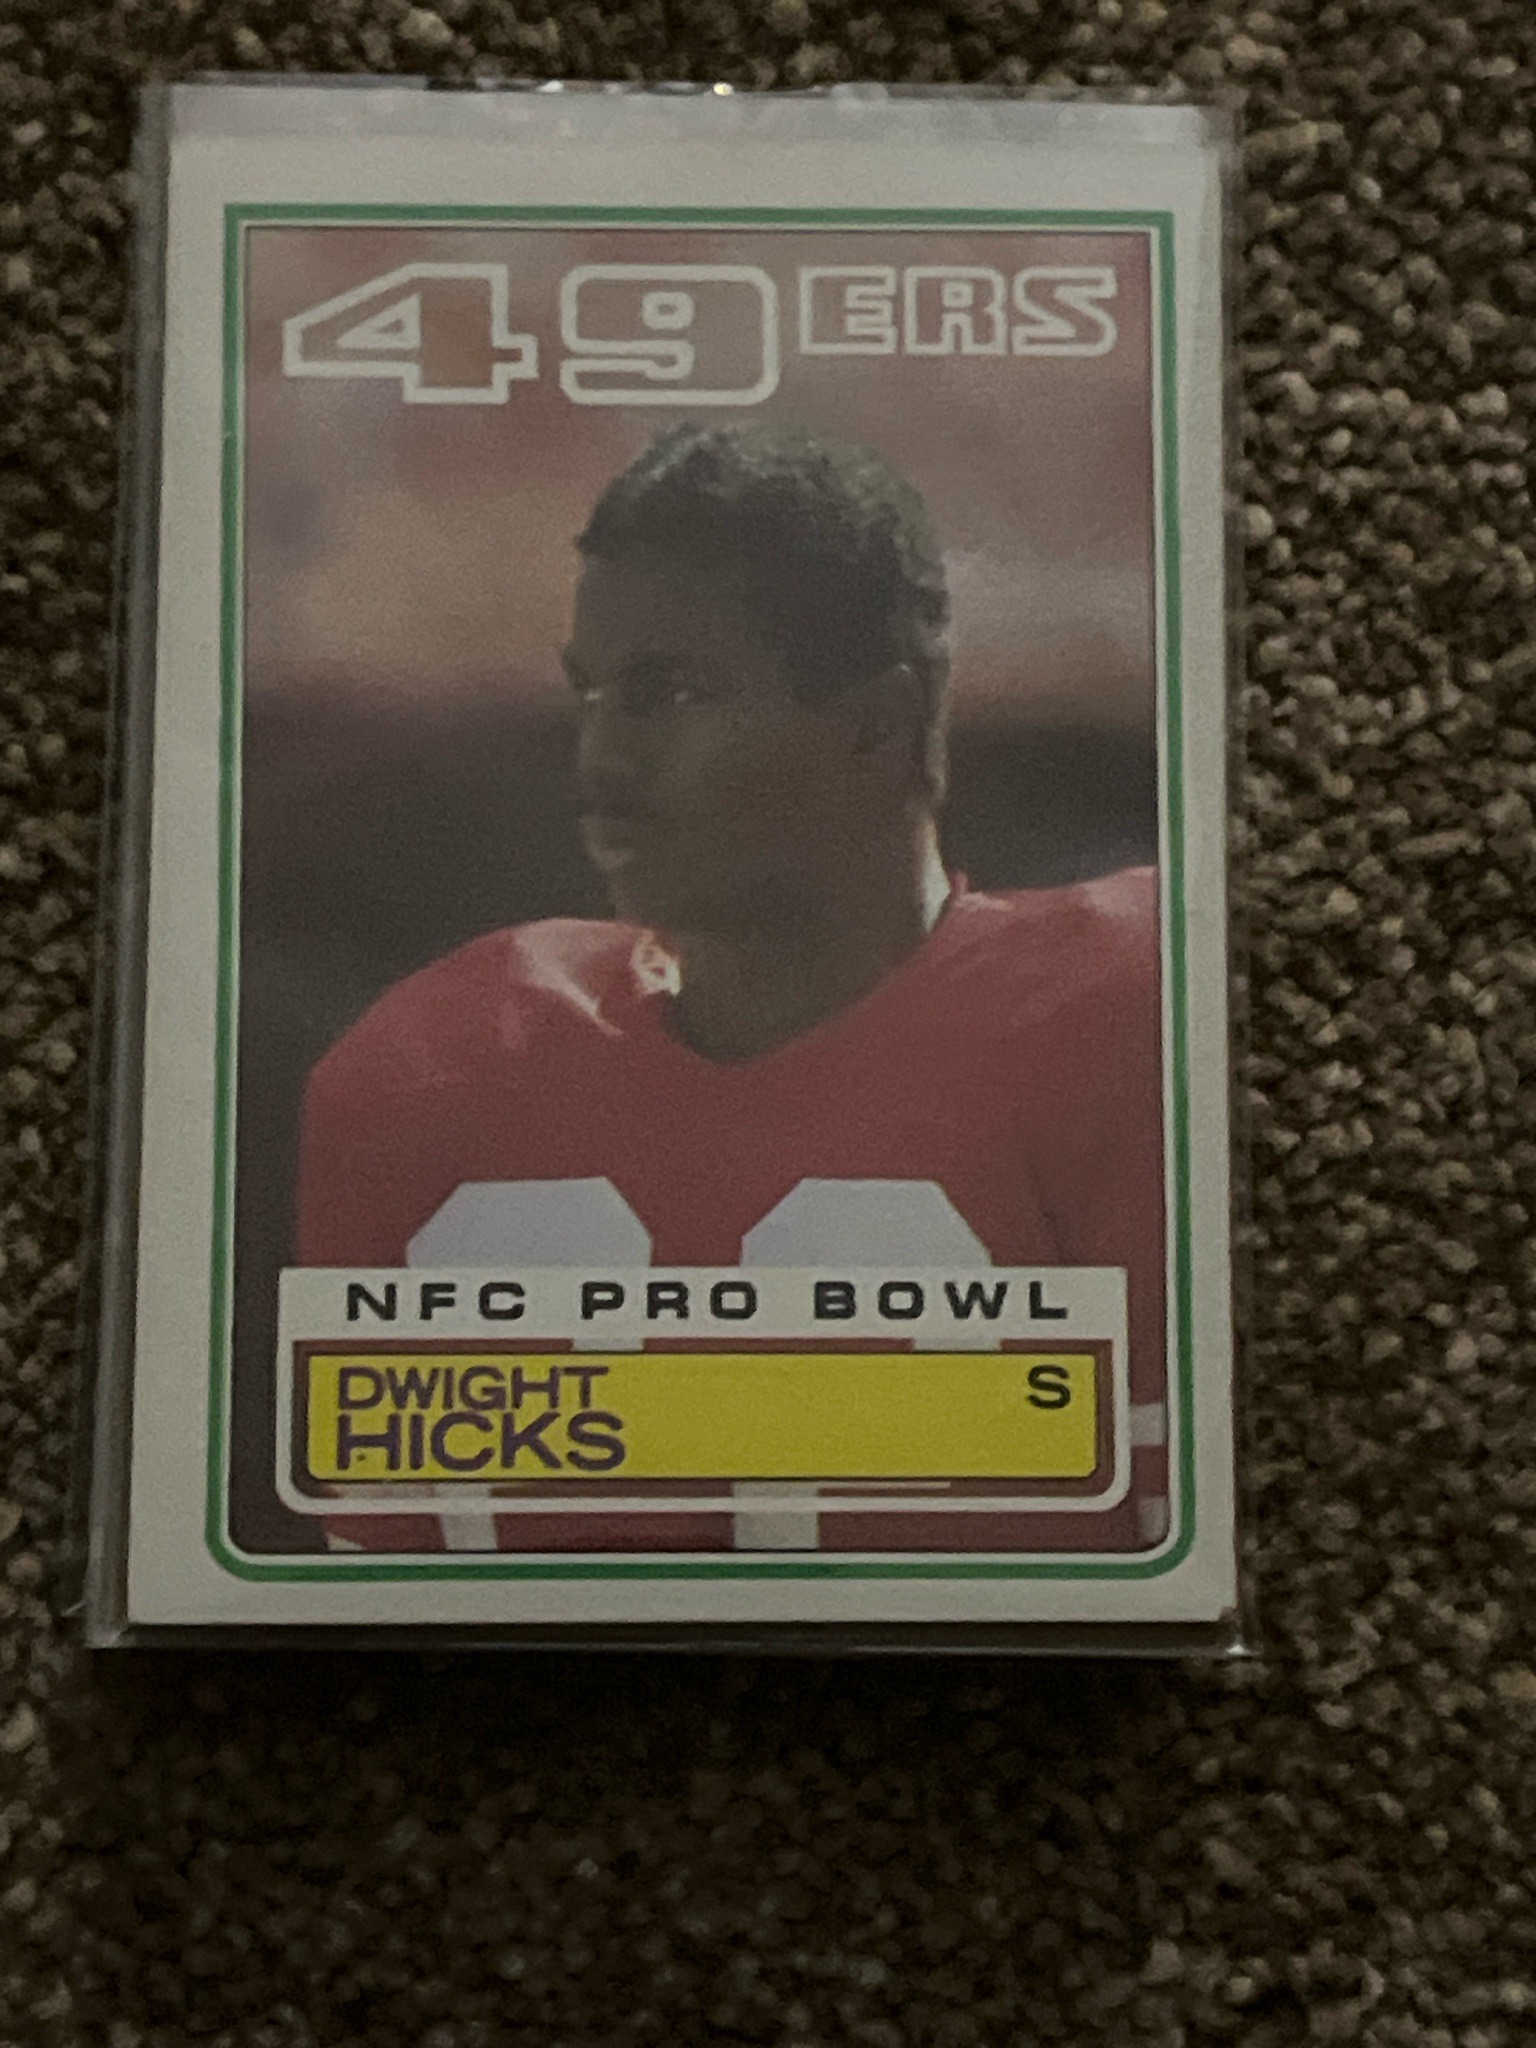 49ERS
NFC PRO BOWL
DWIGHT S
HICKS